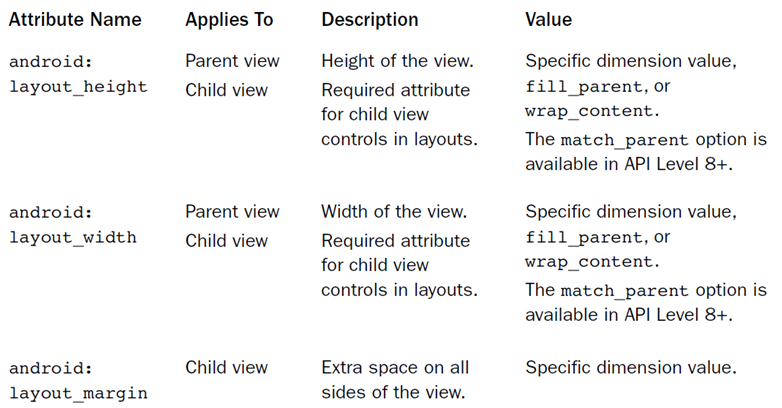 Attribute Name Applies To Description Value
android: Parent view Height of the view. Specific dimension value,
layout_height Child view Required attribute fill_parent, or
for child view wrap_content.
controls in layouts. The match_parent option is
available in API Level 8+.
android: Parent view Width of the view. Specific dimension value,
layout_width Child view Required attribute fill_parent, or
for child view wrap_content.
controls in layouts. The match_parent option is
available in API Level 8+.
android: Child view Extra space on all Specific dimension value.
layout_margin sides of the view.